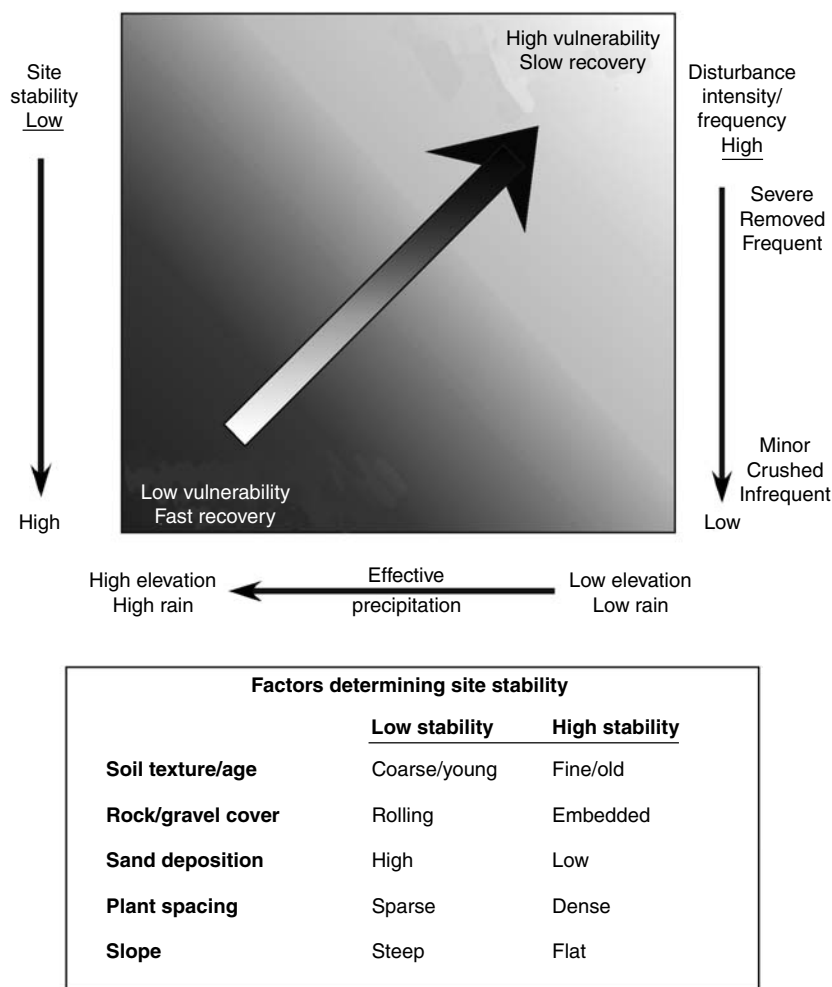 High vulnerability
Slow recovery
Site
stability
Low
High
Disturbance
intensity/
frequency
High
Severe
Removed
Frequent
Minor
Crushed
Infrequent
Low
Low vulnerability
Fast recovery
High elevation
High rain
Effective
precipitation
Low elevation
Low rain
Factors determining site stability
Low stability High stability
Soil texture/age Coarse/young Fine/old
Rock/gravel cover Rolling Embedded
Sand deposition High Low
Plant spacing Sparse Dense
Slope Steep Flat